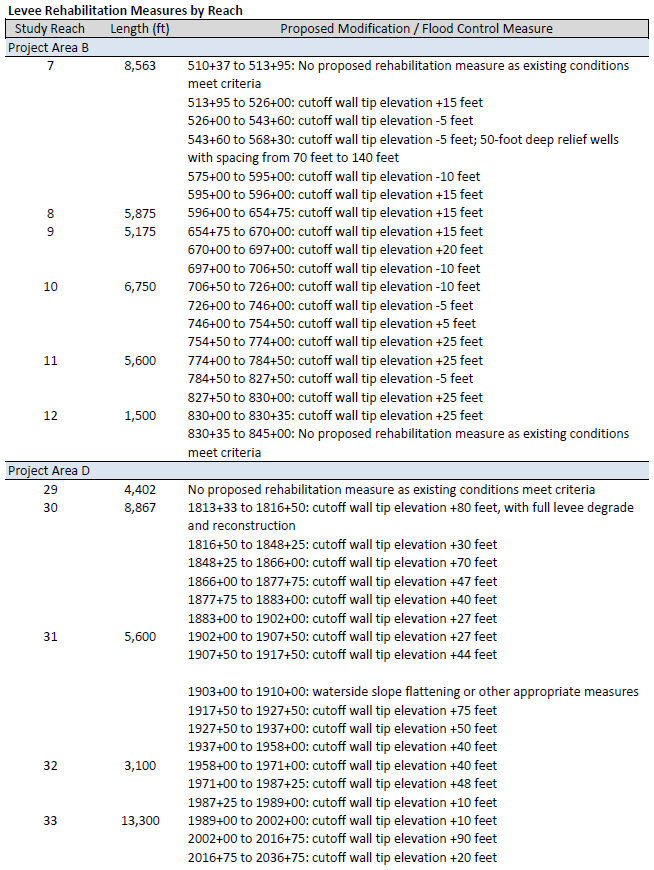 Levee Rehabilitation Measures by Reach
Study Reach Length (ft) Proposed Modification / Flood Control Measure
Project Area B
7 8,563 510+37 to 513+95: No proposed rehabilitation measure as existing conditions
meet criteria
513+95 to 526+00: cutoff wall tip elevation +15 feet
526+00 to 543+60: cutoff wall tip elevation -5 feet
543+60 to 568+30: cutoff wall tip elevation -5 feet; 50-foot deep relief wells
with spacing from 70 feet to 140 feet
575+00 to 595+00: cutoff wall tip elevation -10 feet
595+00 to 596+00: cutoff wall tip elevation +15 feet
8 5,875 596+00 to 654+75: cutoff wall tip elevation +15 feet
9 5,175 654+75 to 670+00: cutoff wall tip elevation +15 feet
670+00 to 697+00: cutoff wall tip elevation +20 feet
697+00 to 706+50: cutoff wall tip elevation -10 feet
10 6,750 706+50 to 726+00: cutoff wall tip elevation -10 feet
726+00 to 746+00: cutoff wall tip elevation -5 feet
746+00 to 754+50: cutoff wall tip elevation +5 feet
754+50 to 774+00: cutoff wall tip elevation +25 feet
11 5,600 774+00 to 784+50: cutoff wall tip elevation +25 feet
784+50 to 827+50: cutoff wall tip elevation -5 feet
827+50 to 830+00: cutoff wall tip elevation +25 feet
12 1,500 830+00 to 830+35: cutoff wall tip elevation +25 feet
830+35 to 845+00: No proposed rehabilitation measure as existing conditions
meet criteria
Project Area D
29 4,402 No proposed rehabilitation measure as existing conditions meet criteria
30 8,867 1813+33 to 1816+50: cutoff wall tip elevation +80 feet, with full levee degrade
and reconstruction
1816+50 to 1848+25: cutoff wall tip elevation +30 feet
1848+25 to 1866+00: cutoff wall tip elevation +70 feet
1866+00 to 1877+75: cutoff wall tip elevation +47 feet
1877+75 to 1883+00: cutoff wall tip elevation +40 feet
1883+00 to 1902+00: cutoff wall tip elevation +27 feet
31 5,600 1902+00 to 1907+50: cutoff wall tip elevation +27 feet
1907+50 to 1917+50: cutoff wall tip elevation +44 feet
1903+00 to 1910+00: waterside slope flattening or other appropriate measures
1917+50 to 1927+50: cutoff wall tip elevation +75 feet
1927+50 to 1937+00: cutoff wall tip elevation +50 feet
1937+00 to 1958+00: cutoff wall tip elevation +40 feet
32 3,100 1958+00 to 1971+00: cutoff wall tip elevation +40 feet
1971+00 to 1987+25: cutoff wall tip elevation +48 feet
1987+25 to 1989+00: cutoff wall tip elevation +10 feet
33 13,300 1989+00 to 2002+00: cutoff wall tip elevation +10 feet
2002+00 to 2016+75: cutoff wall tip elevation +90 feet
2016+75 to 2036+75: cutoff wall tip elevation +20 feet